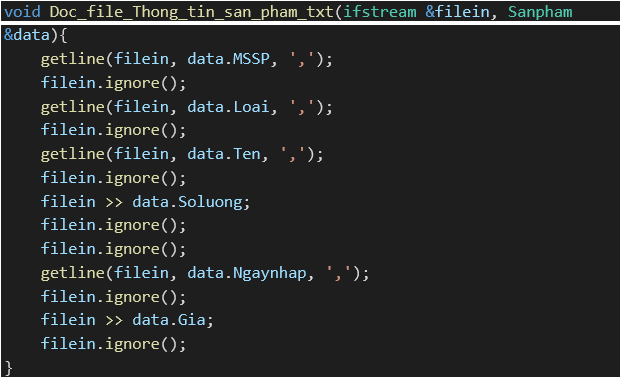 void Doc_file_Thong_tin_san_pham_txt(ifstream &filein, Sanpham
&data){
    getline(filein, data.MSSP, ',');
    filein.ignore();
    getline(filein, data.Loai, ',');
    filein.ignore();
    getline(filein, data.Ten, ',');
    filein.ignore();
    filein >> data.Soluong;
    filein.ignore();
    filein.ignore();
    getline(filein, data.Ngaynhap, ',');
    filein.ignore();
    filein >> data.Gia;
    filein.ignore();
}